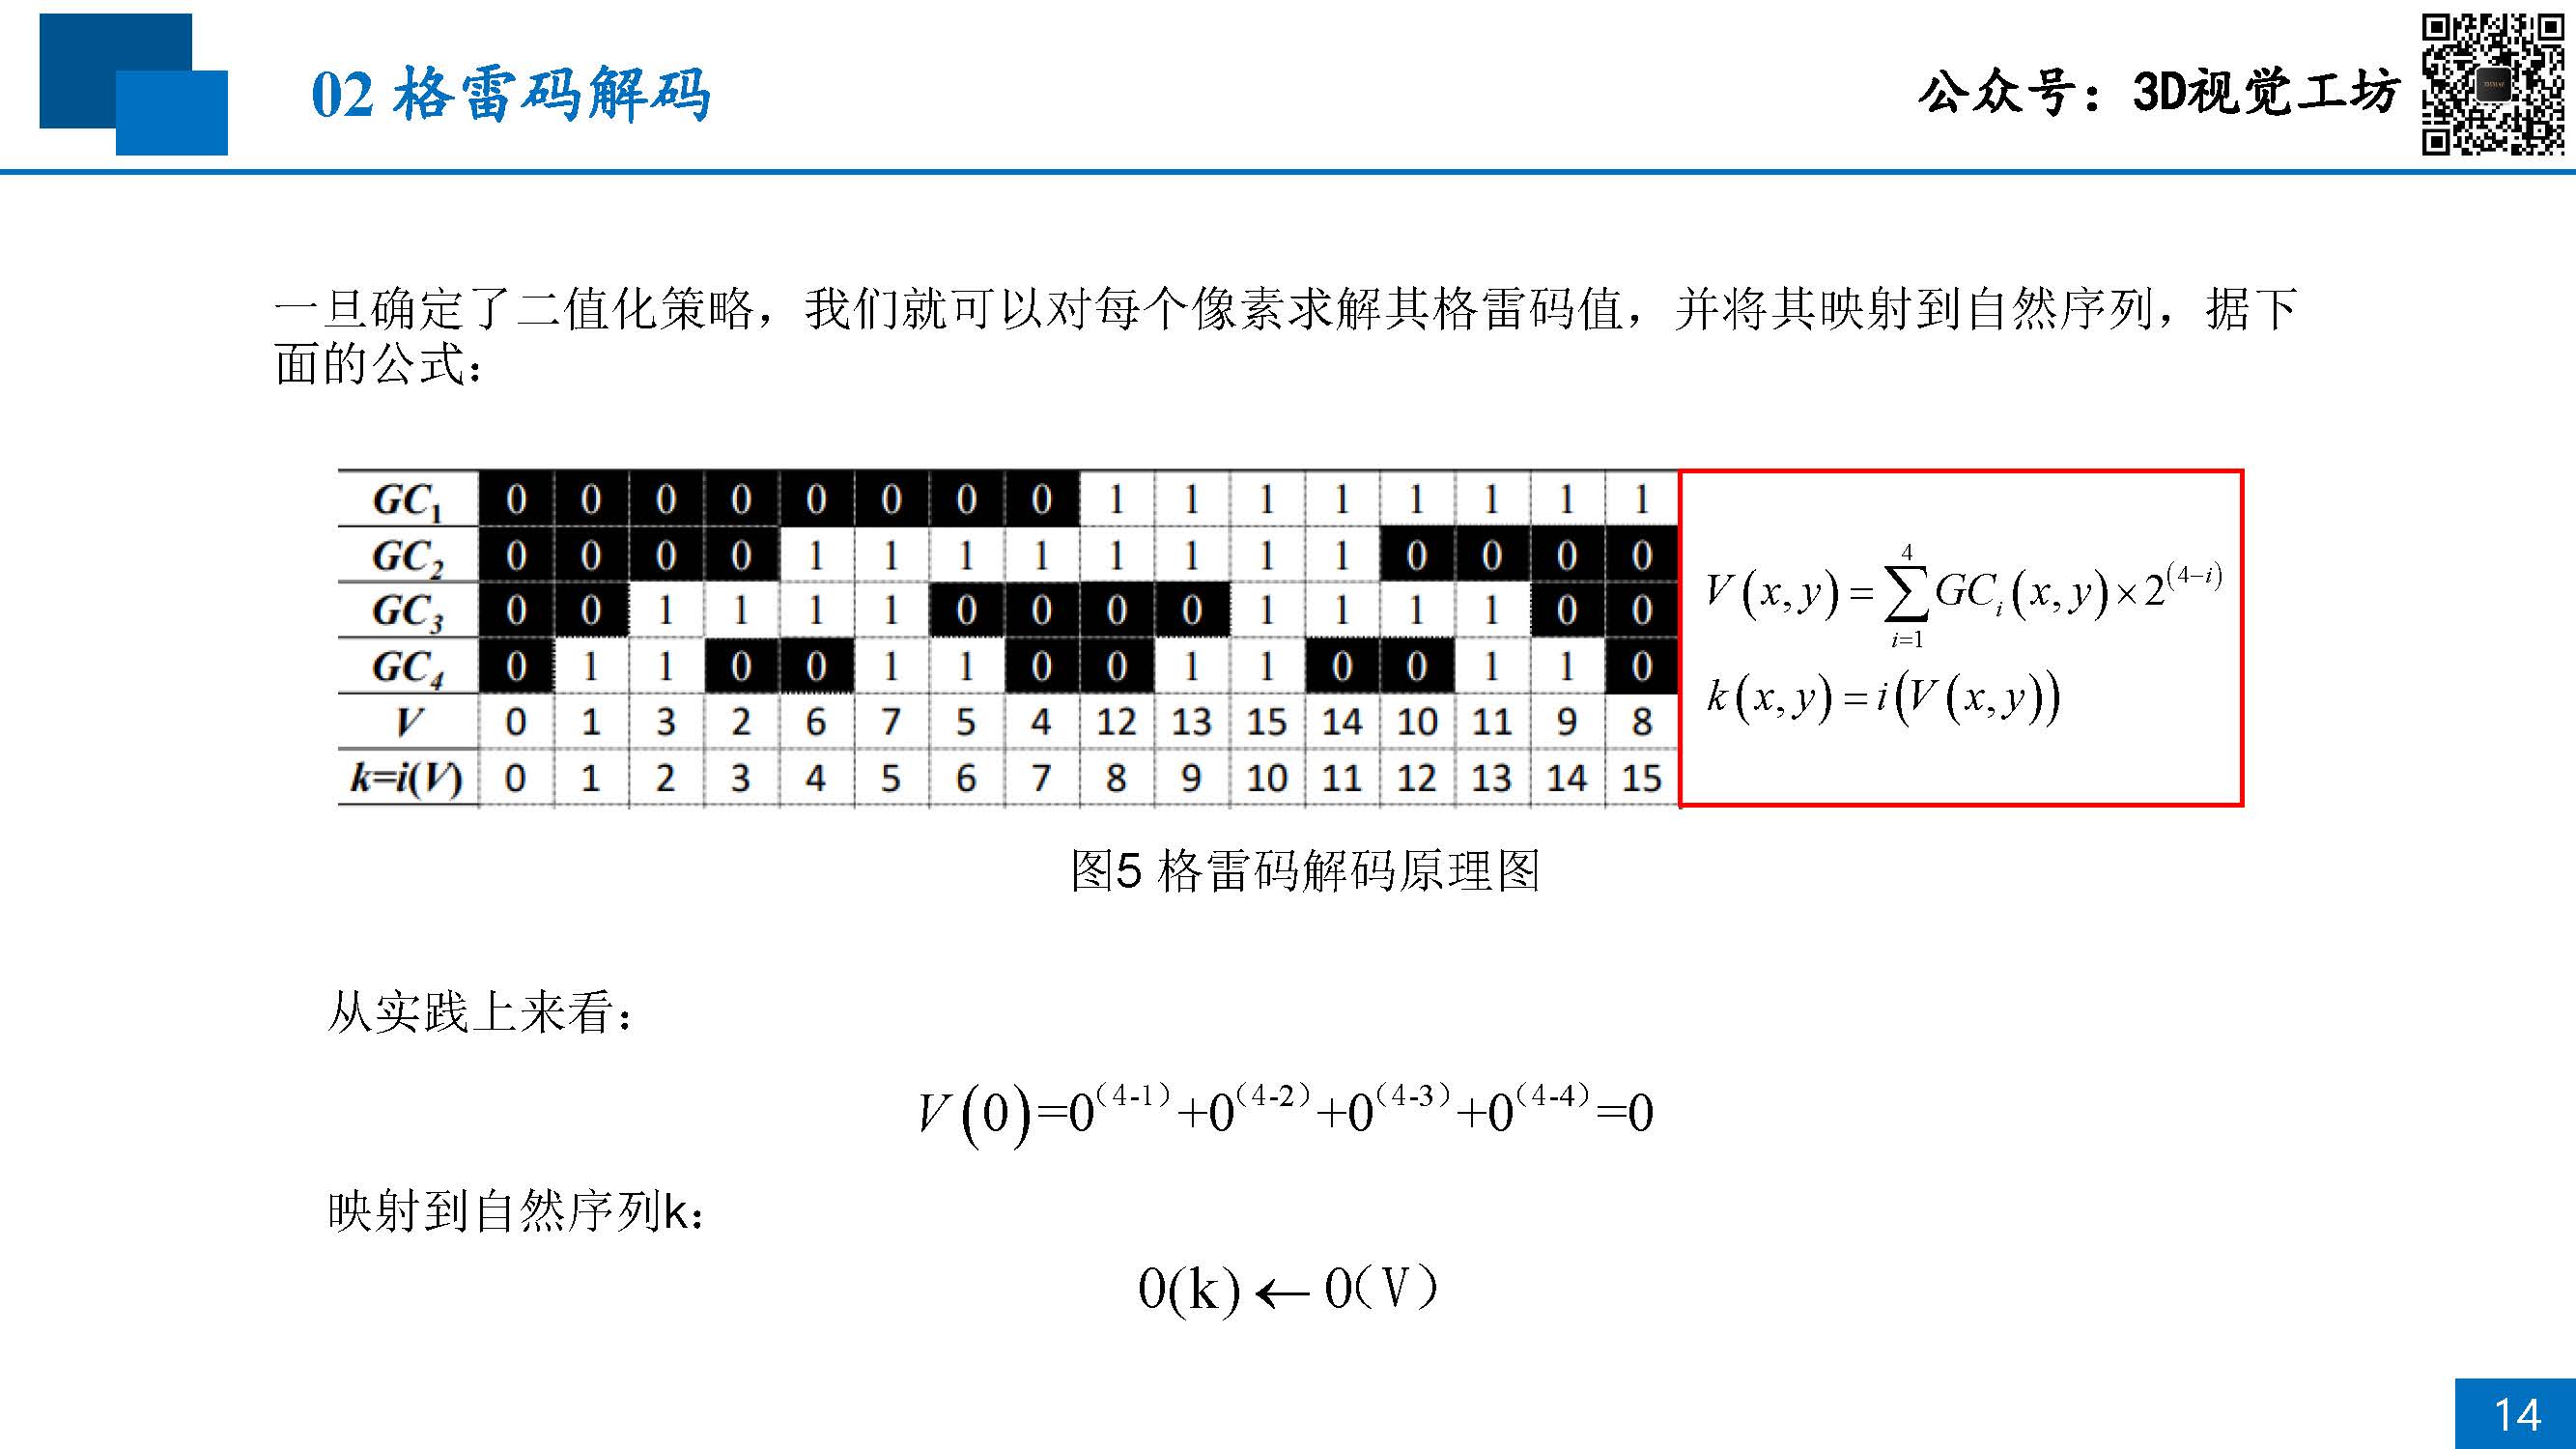 02 格雷码解码
公众号：3D视觉工坊
一旦确定了二值化策略，我们就可以对每个像素求解其格雷码值，并将其映射到自然序列，据下
面的公式：
GC₁ 0 0 0 0 0 0 0 0 1 1 1 1 1 1 1 1
GC₂ 0 0 0 0 1 1 1 1 1 1 1 1 0 0 0 0
GC₃ 0 0 1 1 1 1 0 0 0 0 1 1 1 1 0 0
GC₄ 0 1 1 0 0 1 1 0 0 1 1 0 0 1 1 0
V 0 1 3 2 6 7 5 4 12 13 15 14 10 11 9 8
k=i(V) 0 1 2 3 4 5 6 7 8 9 10 11 12 13 14 15
V(x,y)=∑_{i=1}^{4}GC_i(x,y)×2^(4−i)
k(x,y)=i(V(x,y))
图5 格雷码解码原理图
从实践上来看：
V(0)=0^（4-1）+0^（4-2）+0^（4-3）+0^（4-4）=0
映射到自然序列k：
0(k)←0（V）
14